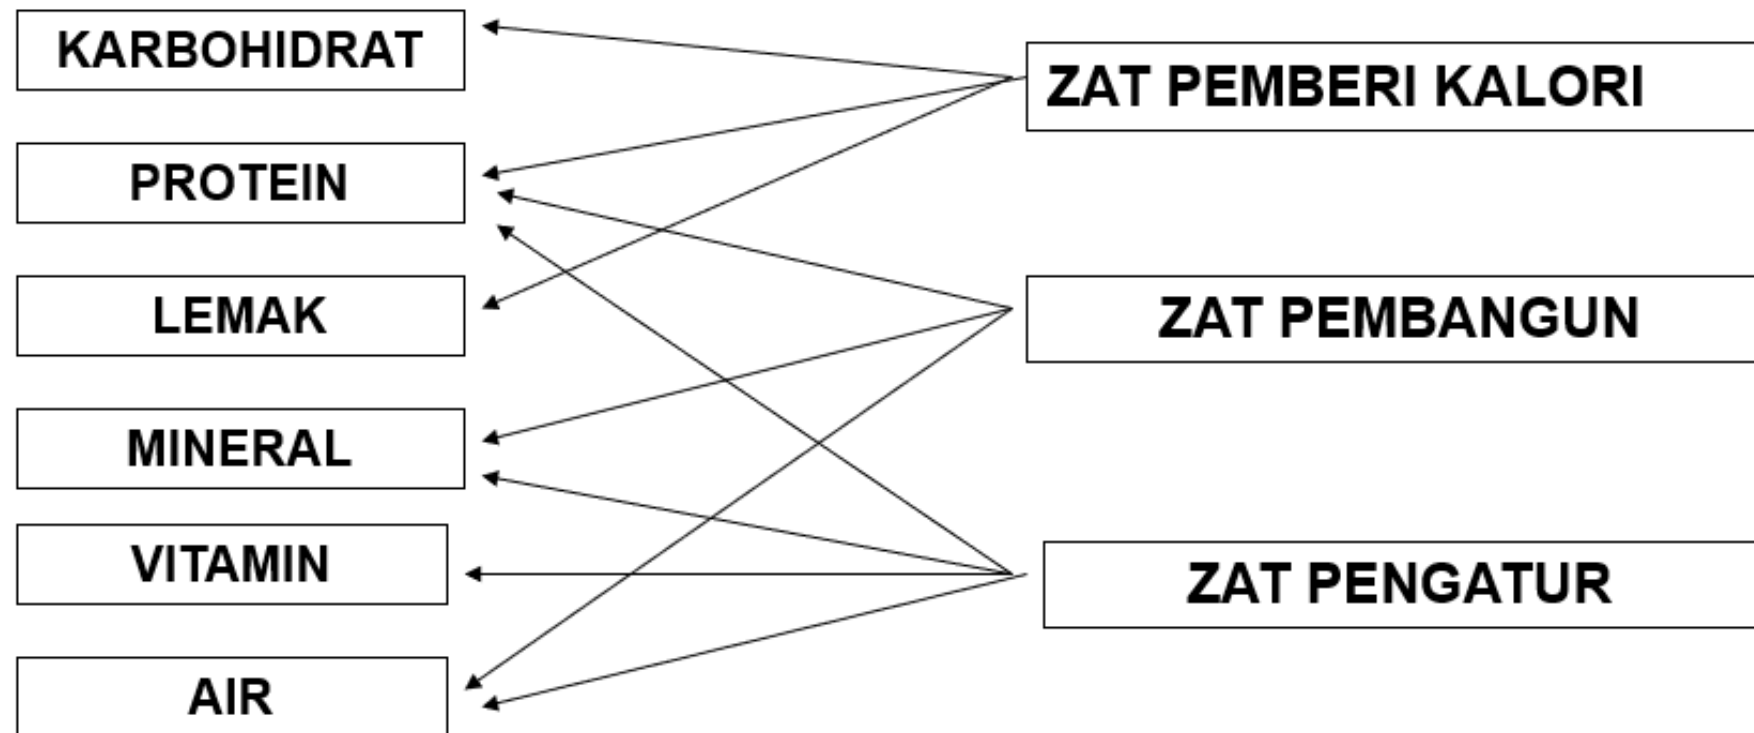 KARBOHIDRAT
ZAT PEMBERI KALORI
PROTEIN
LEMAK
ZAT PEMBANGUN
MINERAL
VITAMIN
ZAT PENGATUR
AIR